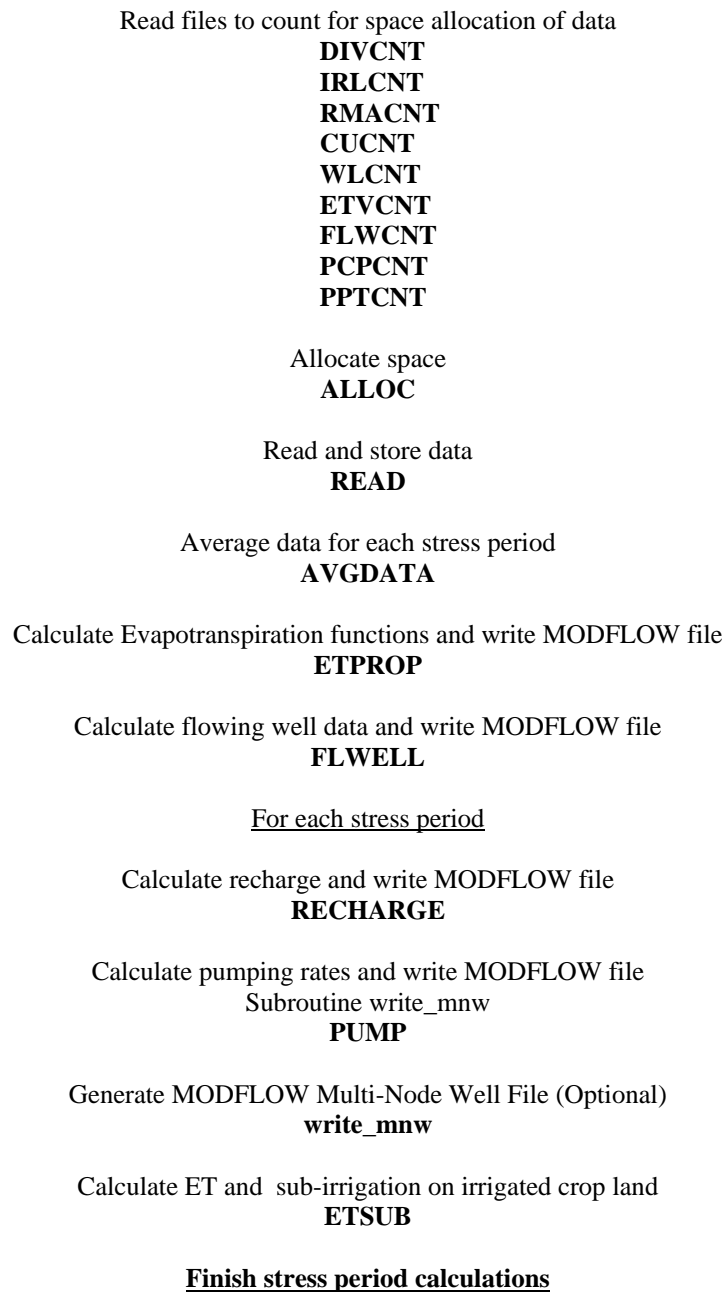 Read files to count for space allocation of data
DIVCNT
IRLCNT
RMACNT
CUCNT
WLCNT
ETVCNT
FLWCNT
PCPCNT
PPTCNT
Allocate space
ALLOC
Read and store data
READ
Average data for each stress period
AVGDATA
Calculate Evapotranspiration functions and write MODFLOW file
ETPROP
Calculate flowing well data and write MODFLOW file
FLWELL
For each stress period
Calculate recharge and write MODFLOW file
RECHARGE
Calculate pumping rates and write MODFLOW file
Subroutine write_mnw
PUMP
Generate MODFLOW Multi-Node Well File (Optional)
write_mnw
Calculate ET and  sub-irrigation on irrigated crop land
ETSUB
Finish stress period calculations